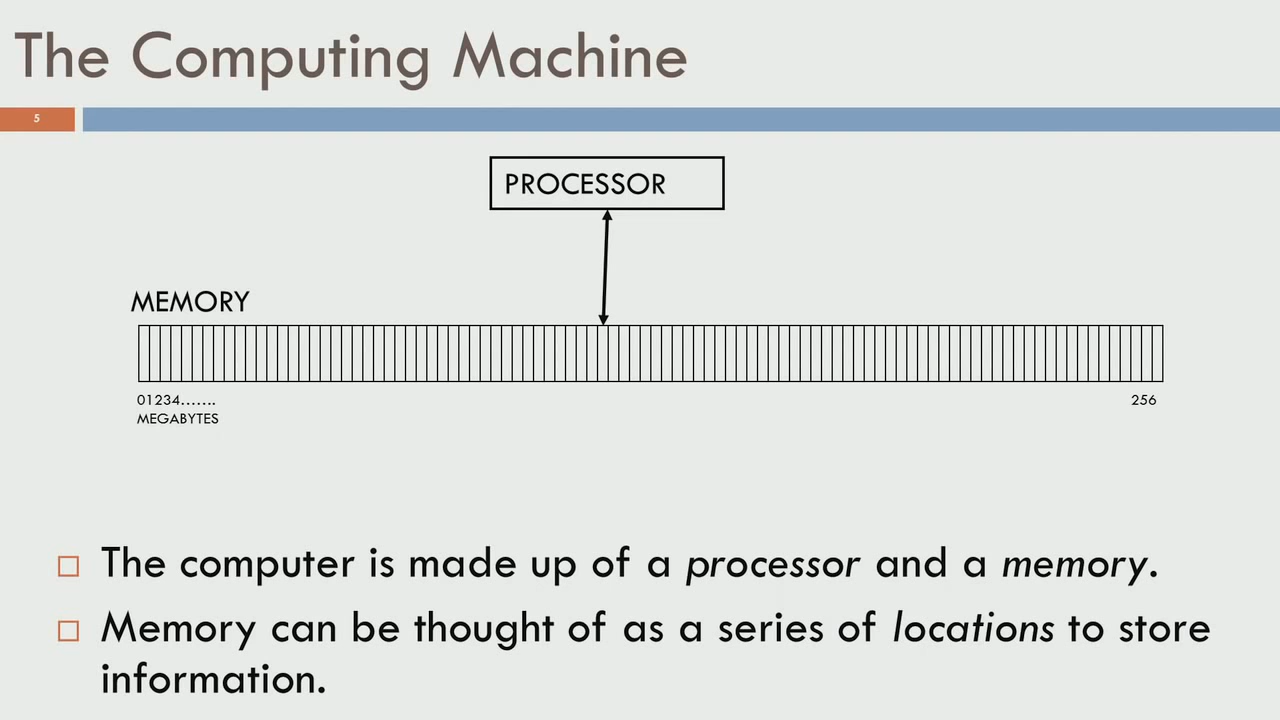 The Computing Machine
5
PROCESSOR
MEMORY
01234.......
256
MEGABYTES
The computer is made up of a processor and a memory.
Memory can be thought of as a series of locations to store
information.